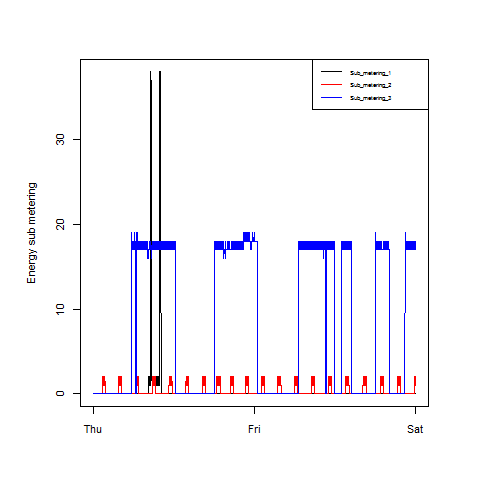 Sub_metering_1
Sub_metering_2
Sub_metering_3
Energy sub metering
30
20
10
0
Thu
Fri
Sat